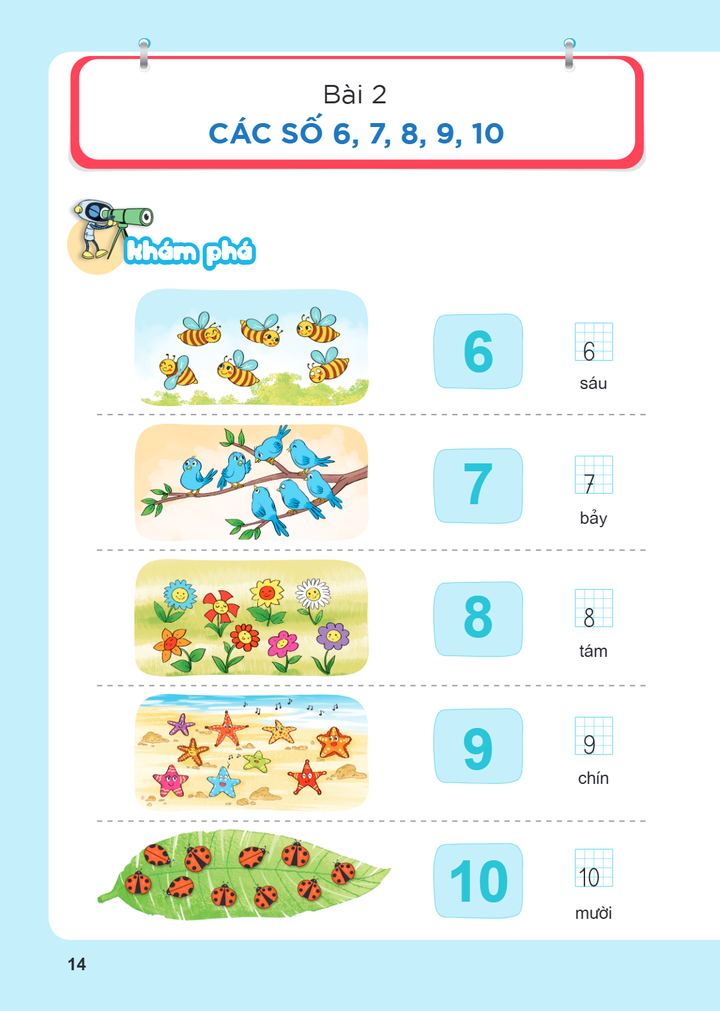 Bài 2
CÁC SỐ 6, 7, 8, 9, 10
Khám phá
6
6
sáu
7
7
bảy
8
8
tám
9
9
chín
10
10
mười
14